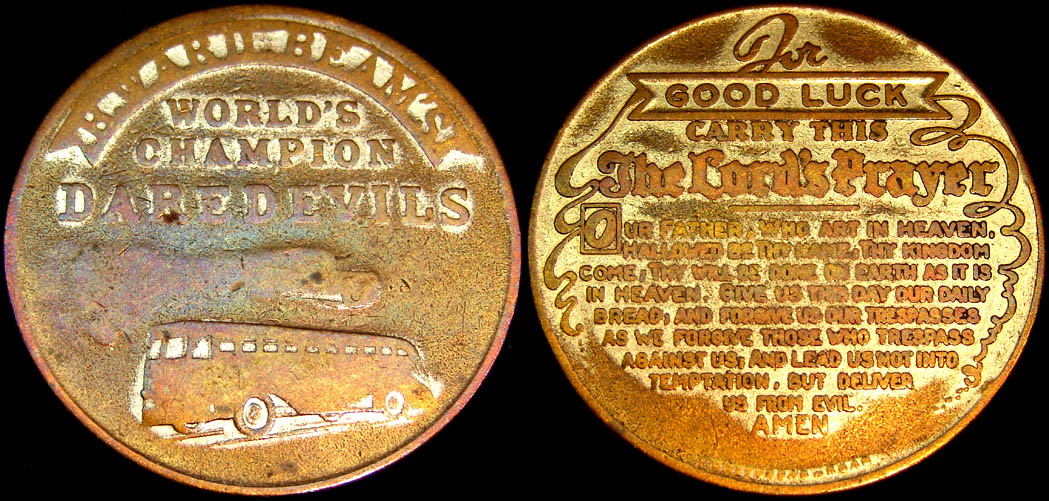 B. WARD BEAM'S
WORLD'S
CHAMPION
DAREDEVILS
For
GOOD LUCK
CARRY THIS
The Lord's Prayer
OUR FATHER, WHO ART IN HEAVEN,
HALLOWED BE THY NAME, THY KINGDOM
COME, THY WILL BE DONE ON EARTH AS IT IS
IN HEAVEN. GIVE US THIS DAY OUR DAILY
BREAD, AND FORGIVE US OUR TRESPASSES
AS WE FORGIVE THOSE WHO TRESPASS
AGAINST US; AND LEAD US NOT INTO
TEMPTATION, BUT DELIVER
US FROM EVIL.
AMEN